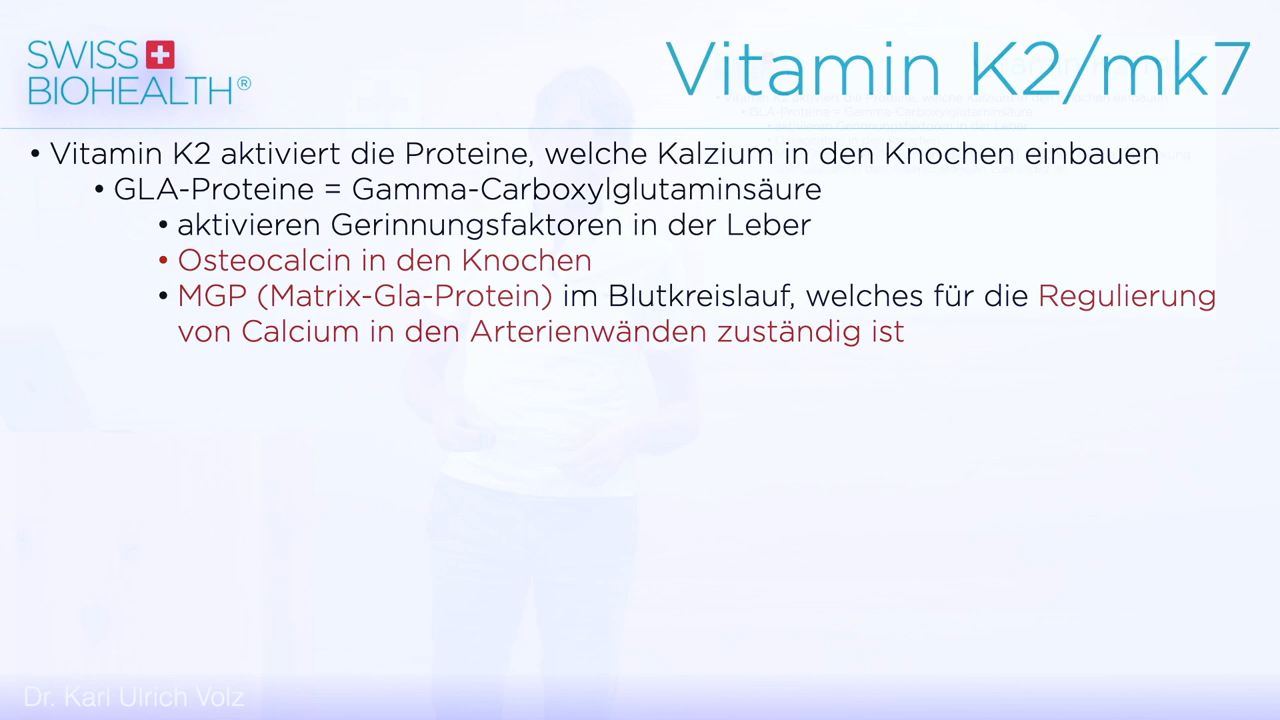 SWISS
BIOHEALTH®
Vitamin K2/mk7
• Vitamin K2 aktiviert die Proteine, welche Kalzium in den Knochen einbauen
• GLA-Proteine = Gamma-Carboxylglutaminsäure
• aktivieren Gerinnungsfaktoren in der Leber
• Osteocalcin in den Knochen
• MGP (Matrix-Gla-Protein) im Blutkreislauf, welches für die Regulierung
von Calcium in den Arterienwänden zuständig ist
Dr. Karl Ulrich Volz